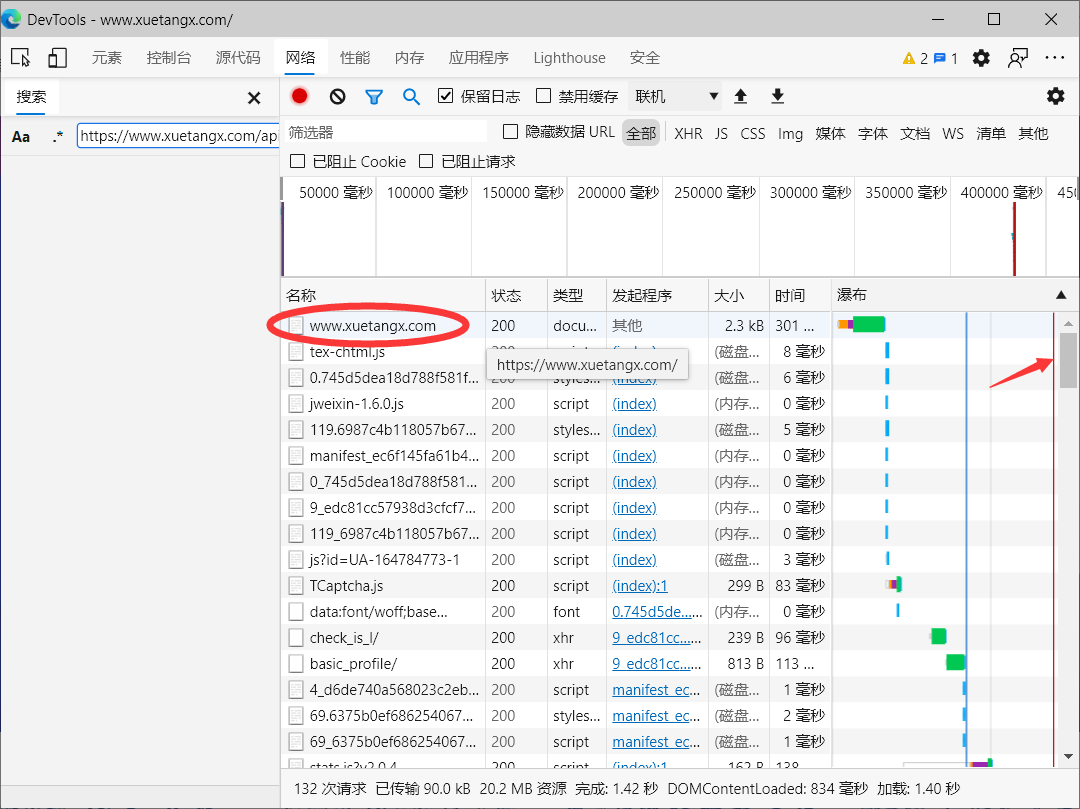 DevTools - www.xuetangx.com/
元素 控制台 源代码 网络 性能 内存 应用程序 Lighthouse 安全 2 1
搜索
保留日志 禁用缓存 联机
Aa .* https://www.xuetangx.com/api
筛选器 隐藏数据 URL 全部 XHR JS CSS Img 媒体 字体 文档 WS 清单 其他
已阻止 Cookie 已阻止请求
50000 毫秒 100000 毫秒 150000 毫秒 200000 毫秒 250000 毫秒 300000 毫秒 350000 毫秒 400000 毫秒 450
名称 状态 类型 发起程序 大小 时间 瀑布
www.xuetangx.com 200 docu... 其他 2.3 kB 301 ...
tex-chtml.js (磁盘... 8 毫秒
https://www.xuetangx.com/
0.745d5dea18d788f581f... 200 styles... (index) (磁盘... 6 毫秒
jweixin-1.6.0.js 200 script (index) (内存... 0 毫秒
119.6987c4b118057b67... 200 styles... (index) (磁盘... 5 毫秒
manifest_ec6f145fa61b4... 200 script (index) (内存... 0 毫秒
0_745d5dea18d788f581... 200 script (index) (内存... 0 毫秒
9_edc81cc57938d3cfcf7... 200 script (index) (内存... 0 毫秒
119_6987c4b118057b67... 200 script (index) (内存... 0 毫秒
js?id=UA-164784773-1 200 script (index) (磁盘... 3 毫秒
TCaptcha.js 200 script (index):1 299 B 83 毫秒
data:font/woff;base... 200 font 0.745d5de...... (内存... 0 毫秒
check_is_l/ 200 xhr 9_edc81cc...... 239 B 96 毫秒
basic_profile/ 200 xhr 9_edc81cc...... 813 B 113 ...
4_d6de740a568023c2eb... 200 script manifest_ec... (磁盘... 1 毫秒
69.6375b0ef686254067... 200 styles... manifest_ec... (磁盘... 2 毫秒
69_6375b0ef686254067... 200 script manifest_ec... (磁盘... 1 毫秒
stats.js?v2.0.4 200 script (index):1 162 B 138 ...
132 次请求 已传输 90.0 kB 20.2 MB 资源 完成: 1.42 秒 DOMContentLoaded: 834 毫秒 加载: 1.40 秒